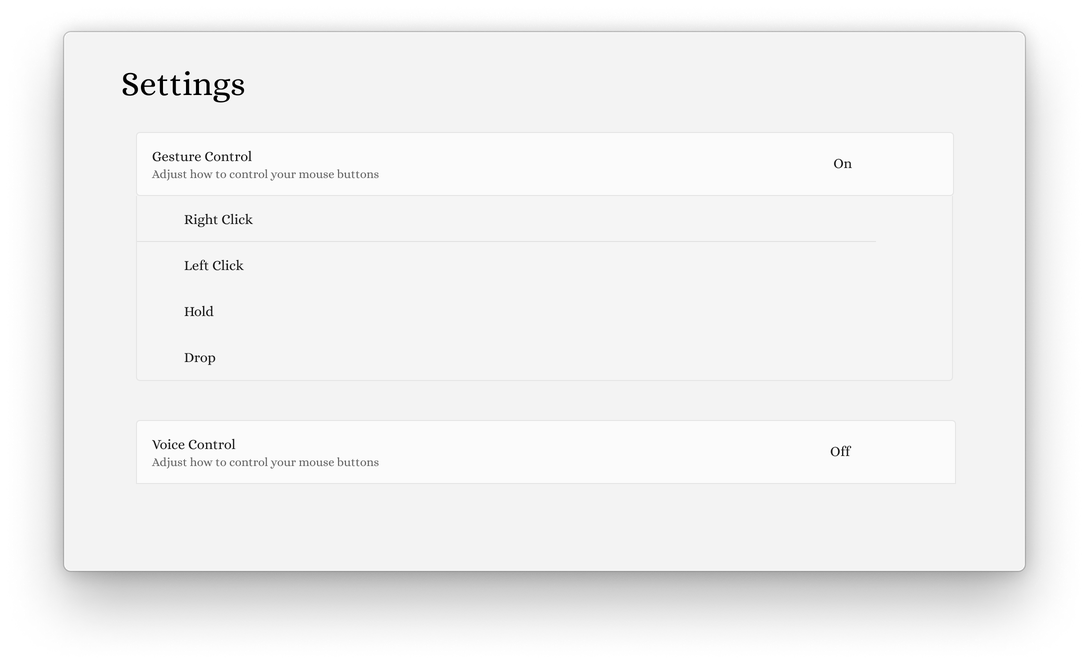 Settings
Gesture Control
Adjust how to control your mouse buttons
On
Right Click
Left Click
Hold
Drop
Voice Control
Adjust how to control your mouse buttons
Off